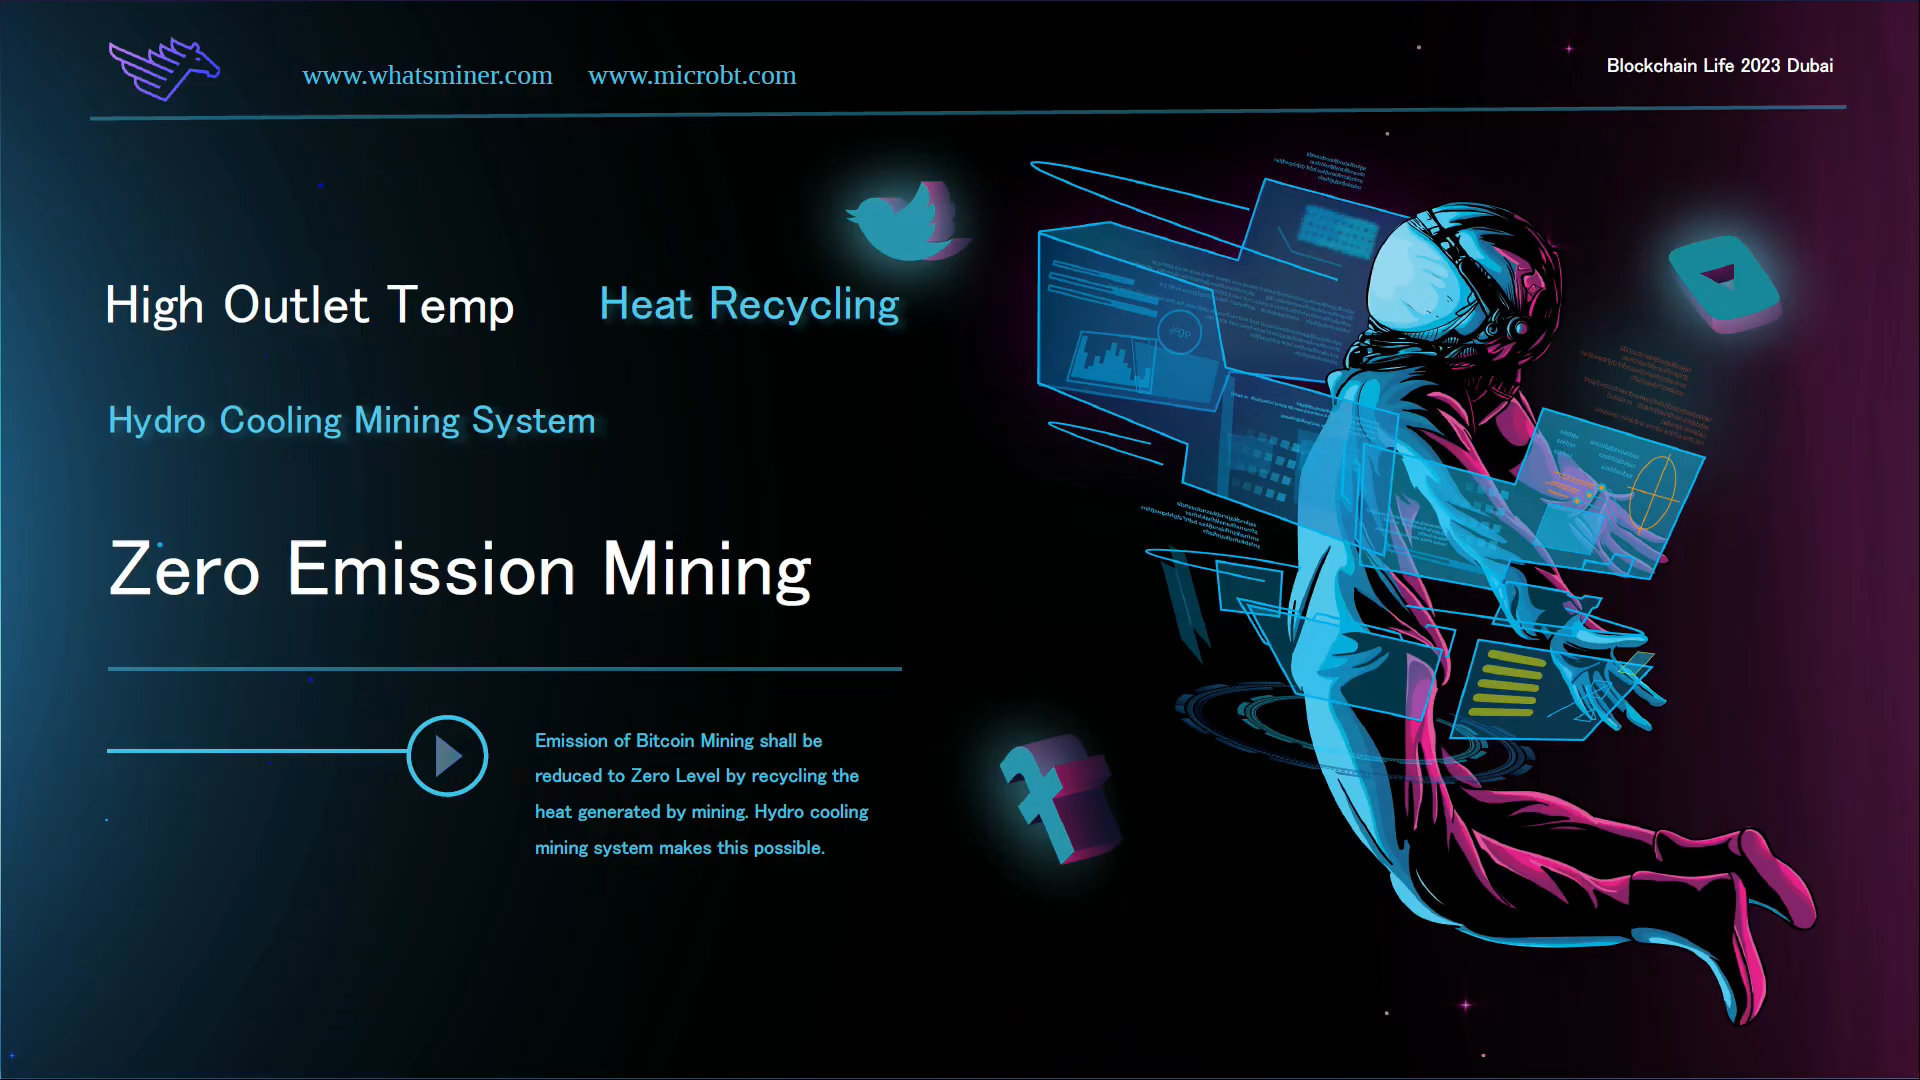 www.whatsminer.com www.microbt.com
Blockchain Life 2023 Dubai
High Outlet Temp
Heat Recycling
Hydro Cooling Mining System
Zero Emission Mining
Emission of Bitcoin Mining shall be
reduced to Zero Level by recycling the
heat generated by mining. Hydro cooling
mining system makes this possible.